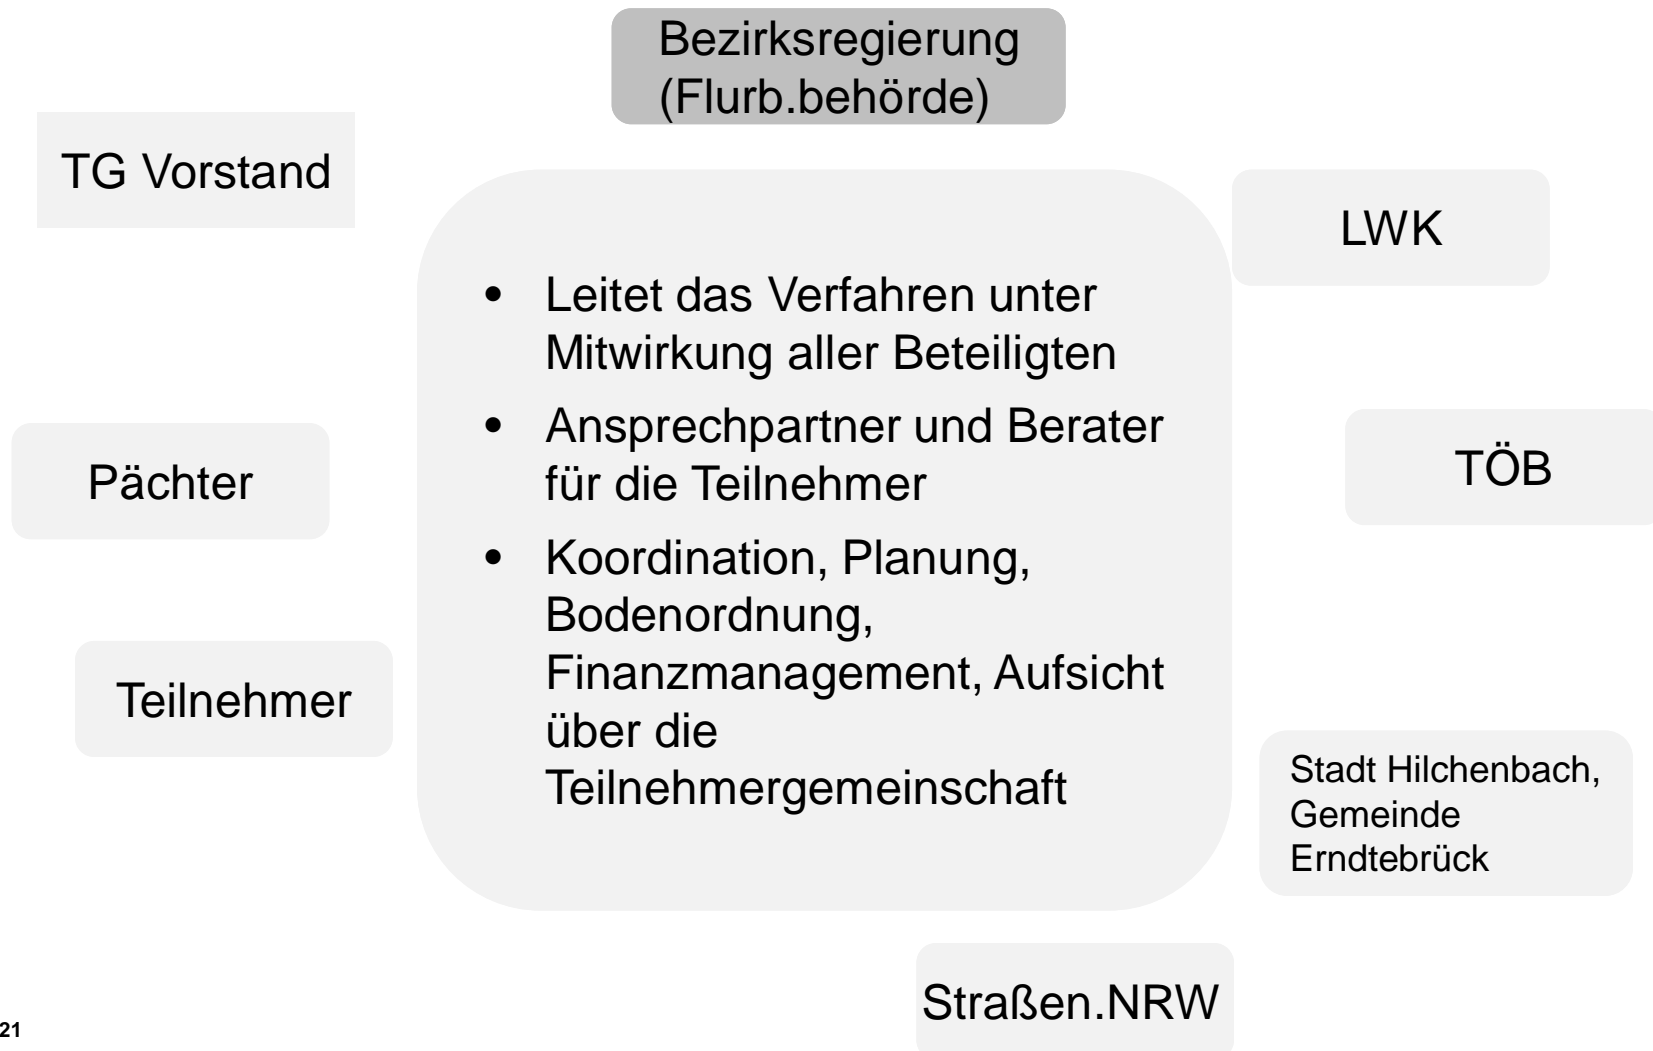 Bezirksregierung
(Flurb.behörde)
TG Vorstand
LWK
• Leitet das Verfahren unter
Mitwirkung aller Beteiligten
• Ansprechpartner und Berater
für die Teilnehmer
• Koordination, Planung,
Bodenordnung,
Finanzmanagement, Aufsicht
über die
Teilnehmergemeinschaft
Pächter
TÖB
Teilnehmer
Stadt Hilchenbach,
Gemeinde
Erndtebrück
Straßen.NRW
21